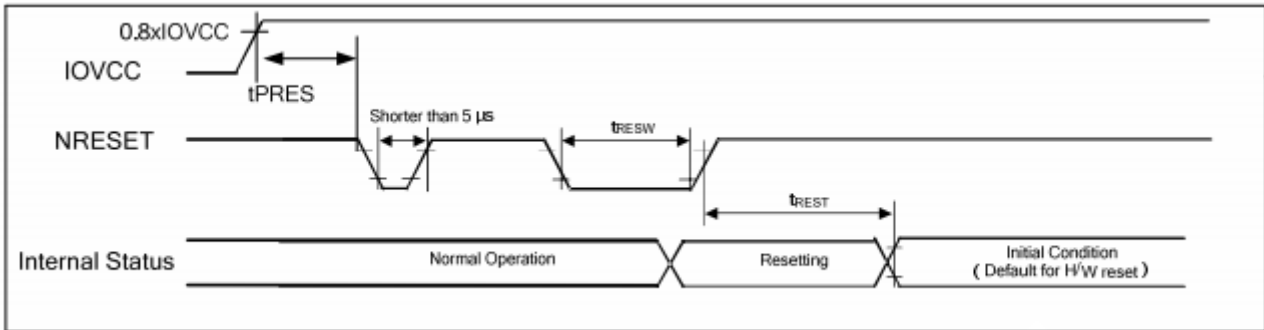 0.8xIOVCC
IOVCC
tPRES
Shorter than 5 µs
NRESET
tRESW
tREST
Internal Status
Normal Operation
Resetting
Initial Condition
( Default for H/W reset )